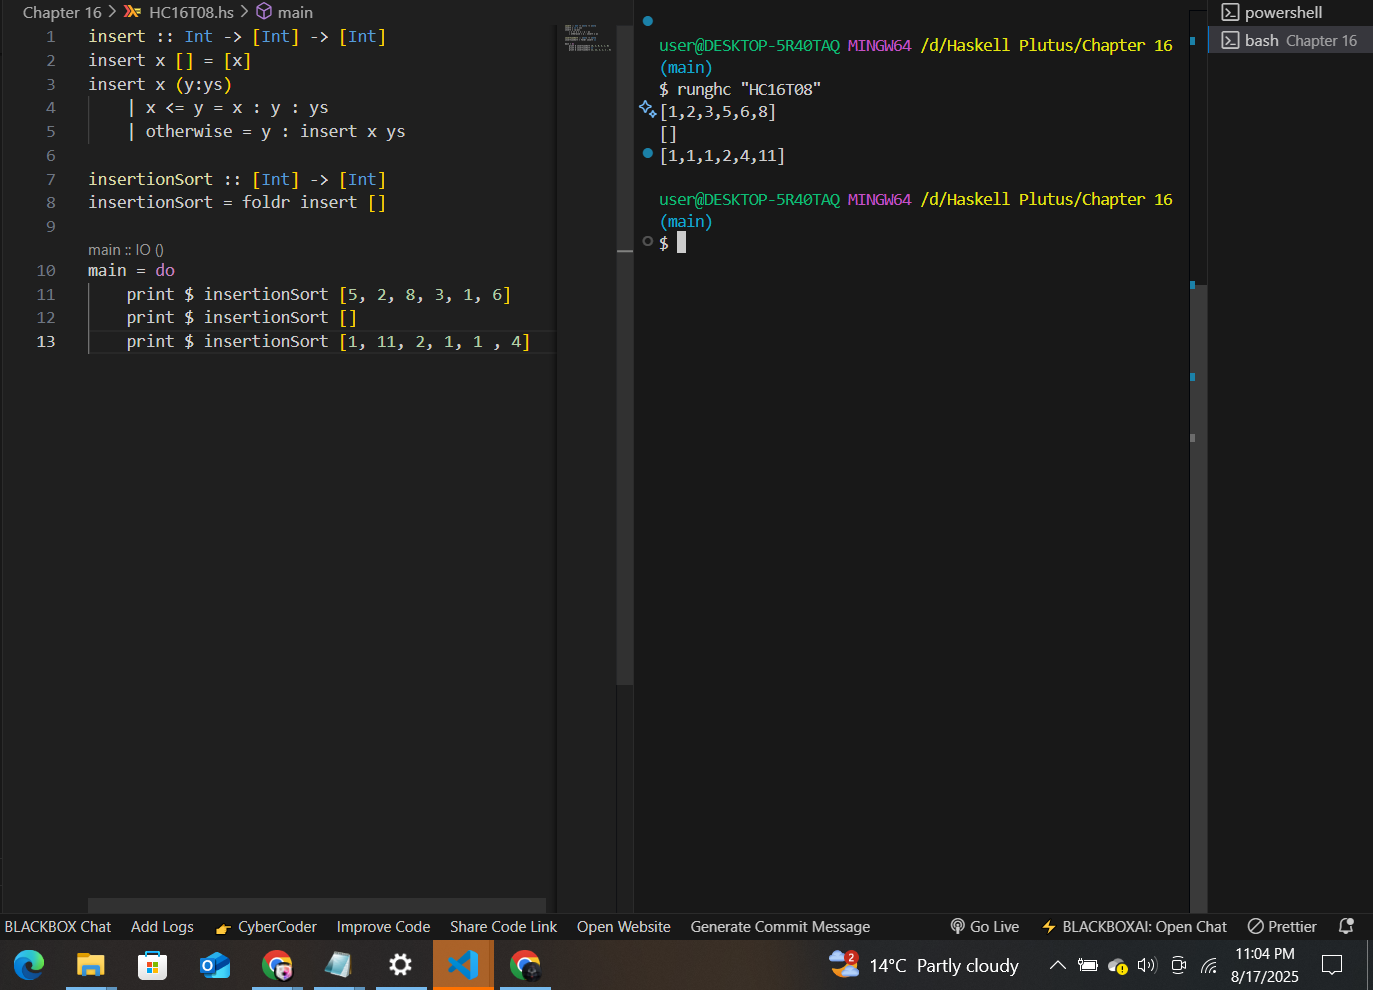 Chapter 16 > HC16T08.hs > main
1 insert :: Int -> [Int] -> [Int]
2 insert x [] = [x]
3 insert x (y:ys)
4     | x <= y = x : y : ys
5     | otherwise = y : insert x ys
6
7 insertionSort :: [Int] -> [Int]
8 insertionSort = foldr insert []
9
main :: IO ()
10 main = do
11     print $ insertionSort [5, 2, 8, 3, 1, 6]
12     print $ insertionSort []
13     print $ insertionSort [1, 11, 2, 1, 1 , 4]
user@DESKTOP-5R40TAQ MINGW64 /d/Haskell Plutus/Chapter 16
(main)
$ runghc "HC16T08"
[1,2,3,5,6,8]
[]
[1,1,1,2,4,11]
user@DESKTOP-5R40TAQ MINGW64 /d/Haskell Plutus/Chapter 16
(main)
$
powershell
bash Chapter 16
BLACKBOX Chat Add Logs CyberCoder Improve Code Share Code Link Open Website Generate Commit Message Go Live BLACKBOXAI: Open Chat Prettier
2 14°C Partly cloudy 11:04 PM
8/17/2025